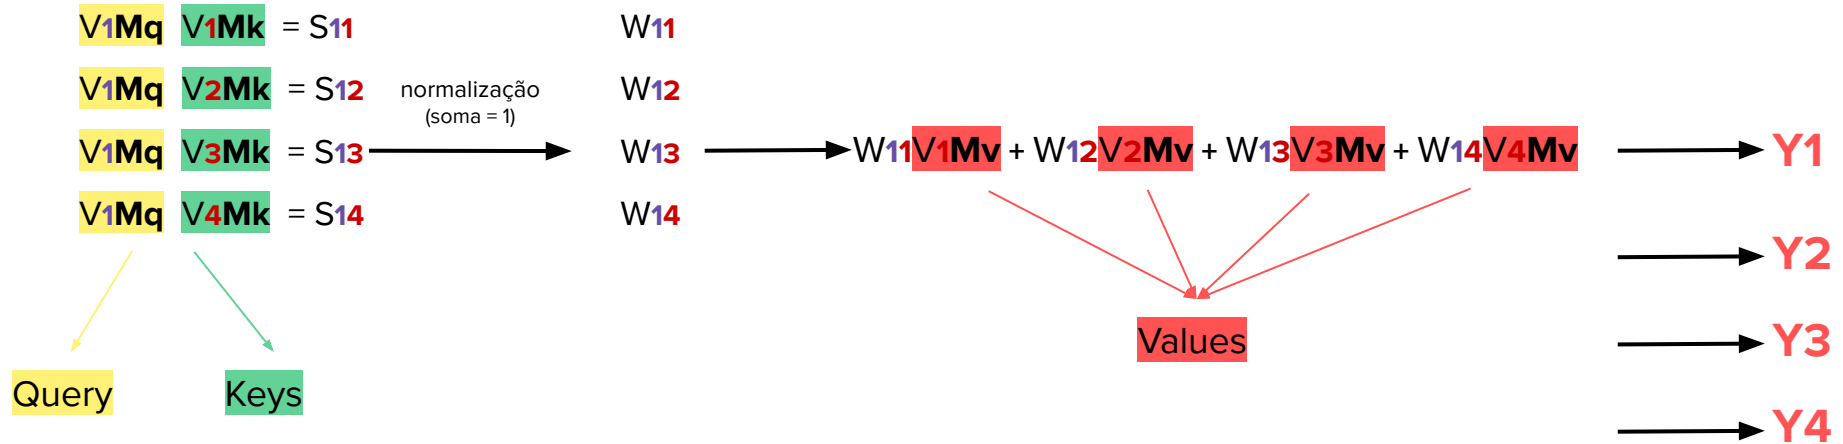 V1Mq V1Mk = S11
V1Mq V2Mk = S12
V1Mq V3Mk = S13
V1Mq V4Mk = S14
normalização
(soma = 1)
W11
W12
W13
W14
W11V1Mv + W12V2Mv + W13V3Mv + W14V4Mv
Y1
Y2
Y3
Y4
Values
Query
Keys